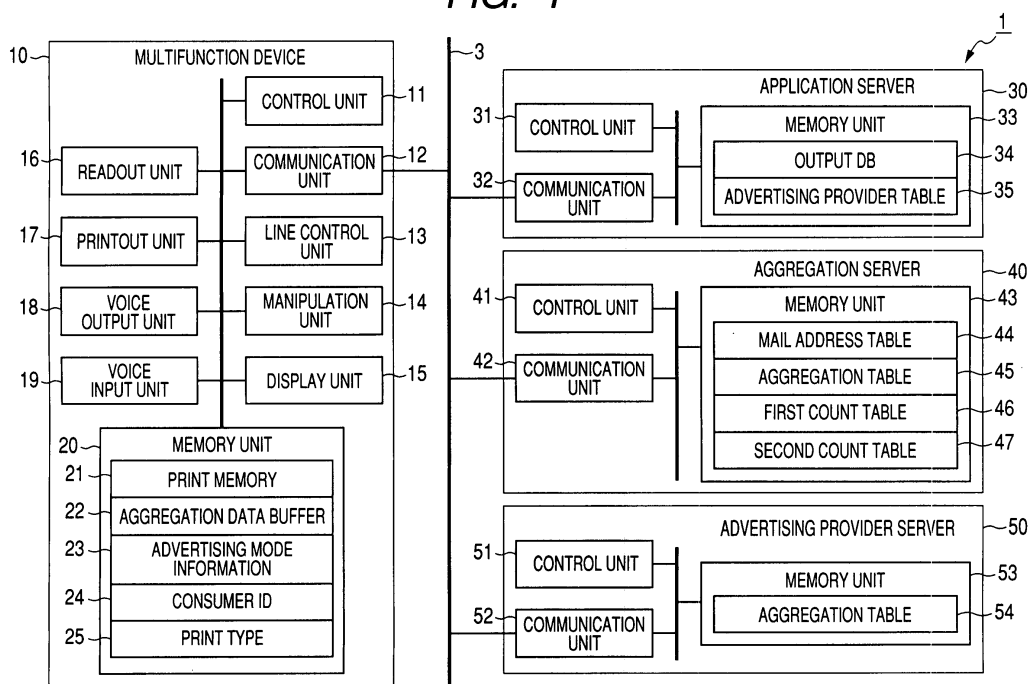 FIG. 1
1
10
MULTIFUNCTION DEVICE
3
CONTROL UNIT
11
16
READOUT UNIT
COMMUNICATION
UNIT
12
17
PRINTOUT UNIT
LINE CONTROL
UNIT
13
18
VOICE
OUTPUT UNIT
MANIPULATION
UNIT
14
19
VOICE
INPUT UNIT
DISPLAY UNIT
15
20
MEMORY UNIT
21
PRINT MEMORY
22
AGGREGATION DATA BUFFER
23
ADVERTISING MODE
INFORMATION
24
CONSUMER ID
25
PRINT TYPE
APPLICATION SERVER
30
31
CONTROL UNIT
32
COMMUNICATION
UNIT
MEMORY UNIT
33
OUTPUT DB
34
ADVERTISING PROVIDER TABLE
35
AGGREGATION SERVER
40
41
CONTROL UNIT
42
COMMUNICATION
UNIT
MEMORY UNIT
43
MAIL ADDRESS TABLE
44
AGGREGATION TABLE
45
FIRST COUNT TABLE
46
SECOND COUNT TABLE
47
ADVERTISING PROVIDER SERVER
50
51
CONTROL UNIT
52
COMMUNICATION
UNIT
MEMORY UNIT
53
AGGREGATION TABLE
54